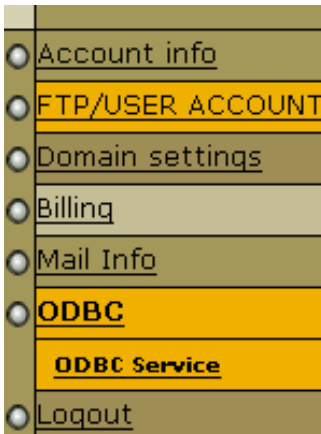 Account info
FTP/USER ACCOUNT
Domain settings
Billing
Mail Info
ODBC
ODBC Service
Logout